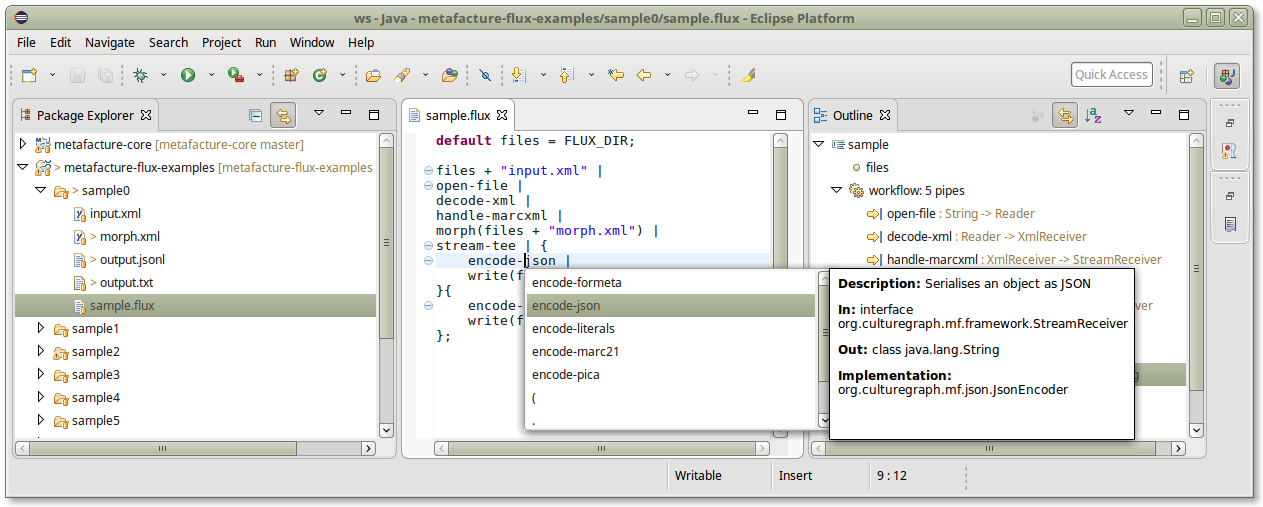 ws - Java - metafacture-flux-examples/sample0/sample.flux - Eclipse Platform
File Edit Navigate Search Project Run Window Help
Quick Access
Package Explorer
metafacture-core [metafacture-core master]
> metafacture-flux-examples [metafacture-flux-examples
> sample0
input.xml
> morph.xml
> output.jsonl
> output.txt
sample.flux
sample1
sample2
sample3
sample4
sample5
sample.flux
default files = FLUX_DIR;
files + "input.xml" |
open-file |
decode-xml |
handle-marcxml |
morph(files + "morph.xml") |
stream-tee | {
encode-json |
write(f
}{
encode-
write(f
};
encode-formeta
encode-json
encode-literals
encode-marc21
encode-pica
(
.
Description: Serialises an object as JSON
In: interface
org.culturegraph.mf.framework.StreamReceiver
Out: class java.lang.String
Implementation:
org.culturegraph.mf.json.JsonEncoder
Outline
sample
files
workflow: 5 pipes
open-file : String -> Reader
decode-xml : Reader -> XmlReceiver
handle-marcxml : XmlReceiver -> StreamReceiver
Writable Insert 9 : 12